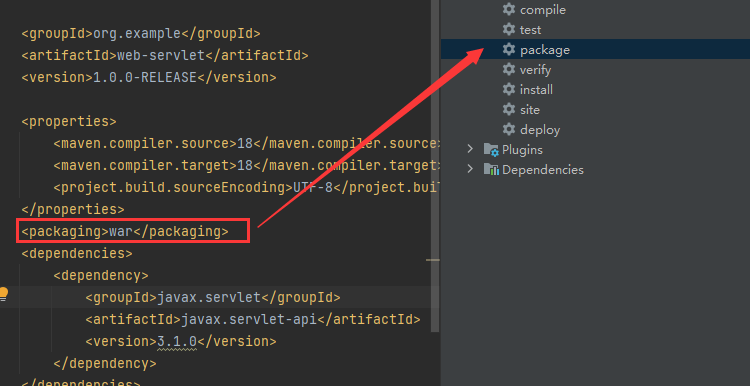 <groupId>org.example</groupId>
<artifactId>web-servlet</artifactId>
<version>1.0.0-RELEASE</version>
<properties>
<maven.compiler.source>18</maven.compiler.source>
<maven.compiler.target>18</maven.compiler.target>
<project.build.sourceEncoding>UTF-8</project.buil
</properties>
<packaging>war</packaging>
<dependencies>
<dependency>
<groupId>javax.servlet</groupId>
<artifactId>javax.servlet-api</artifactId>
<version>3.1.0</version>
</dependency>
</dependencies>
compile
test
package
verify
install
site
deploy
Plugins
Dependencies